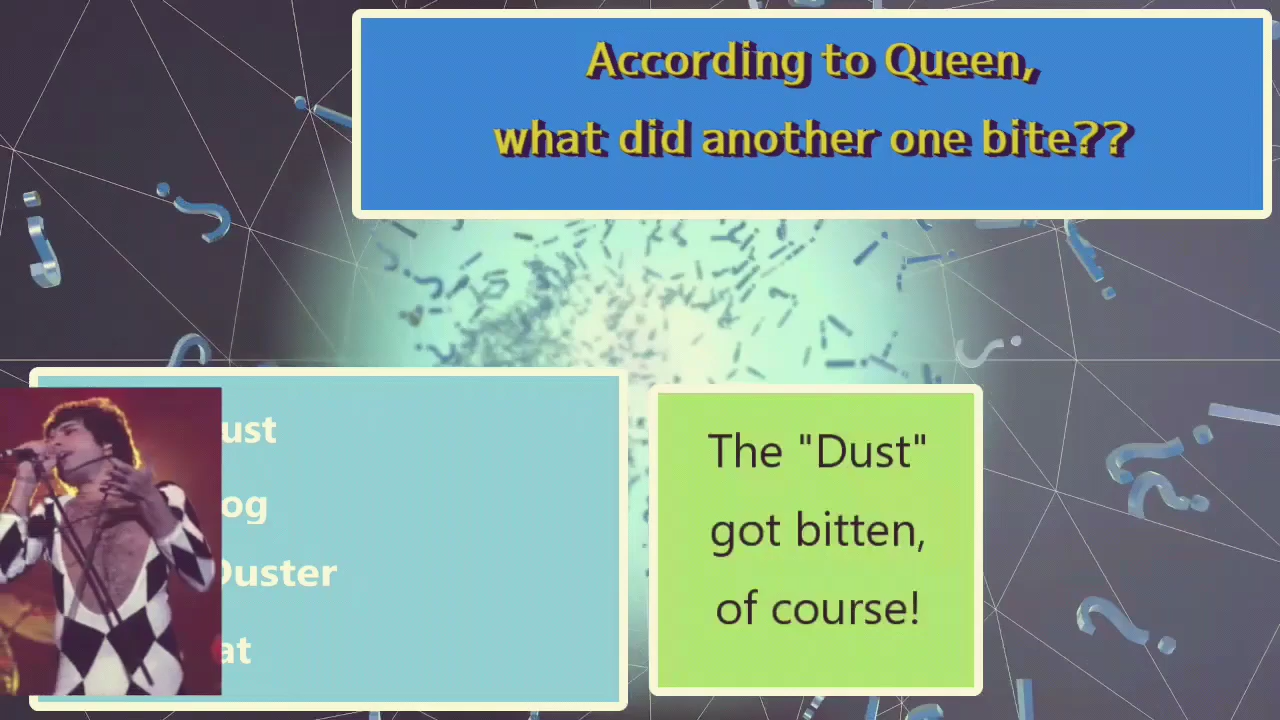 According to Queen,
what did another one bite??
ust
og
Duster
at
The "Dust"
got bitten,
of course!